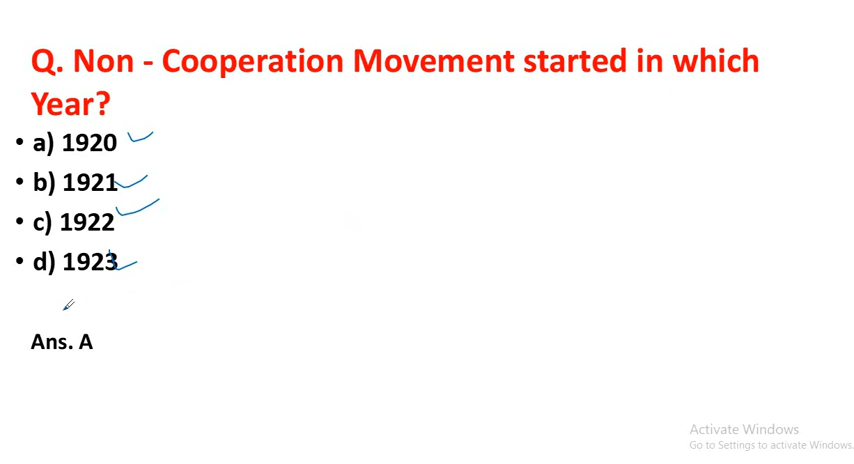 Q. Non - Cooperation Movement started in which
Year?
• a) 1920
• b) 1921
• c) 1922
• d) 1923
Ans. A
Activate Windows
Go to Settings to activate Windows.